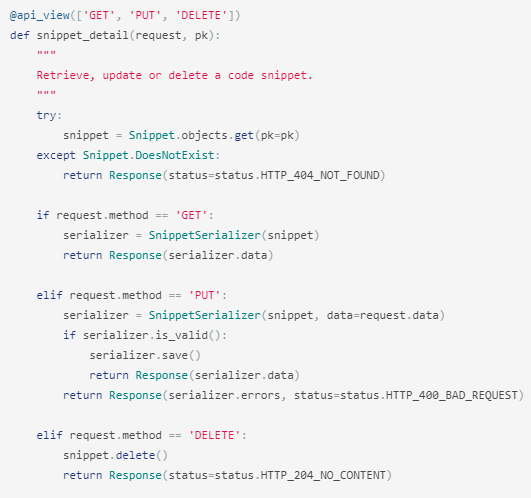 @api_view(['GET', 'PUT', 'DELETE'])
def snippet_detail(request, pk):
    """
    Retrieve, update or delete a code snippet.
    """
    try:
        snippet = Snippet.objects.get(pk=pk)
    except Snippet.DoesNotExist:
        return Response(status=status.HTTP_404_NOT_FOUND)

    if request.method == 'GET':
        serializer = SnippetSerializer(snippet)
        return Response(serializer.data)

    elif request.method == 'PUT':
        serializer = SnippetSerializer(snippet, data=request.data)
        if serializer.is_valid():
            serializer.save()
            return Response(serializer.data)
        return Response(serializer.errors, status=status.HTTP_400_BAD_REQUEST)

    elif request.method == 'DELETE':
        snippet.delete()
        return Response(status=status.HTTP_204_NO_CONTENT)